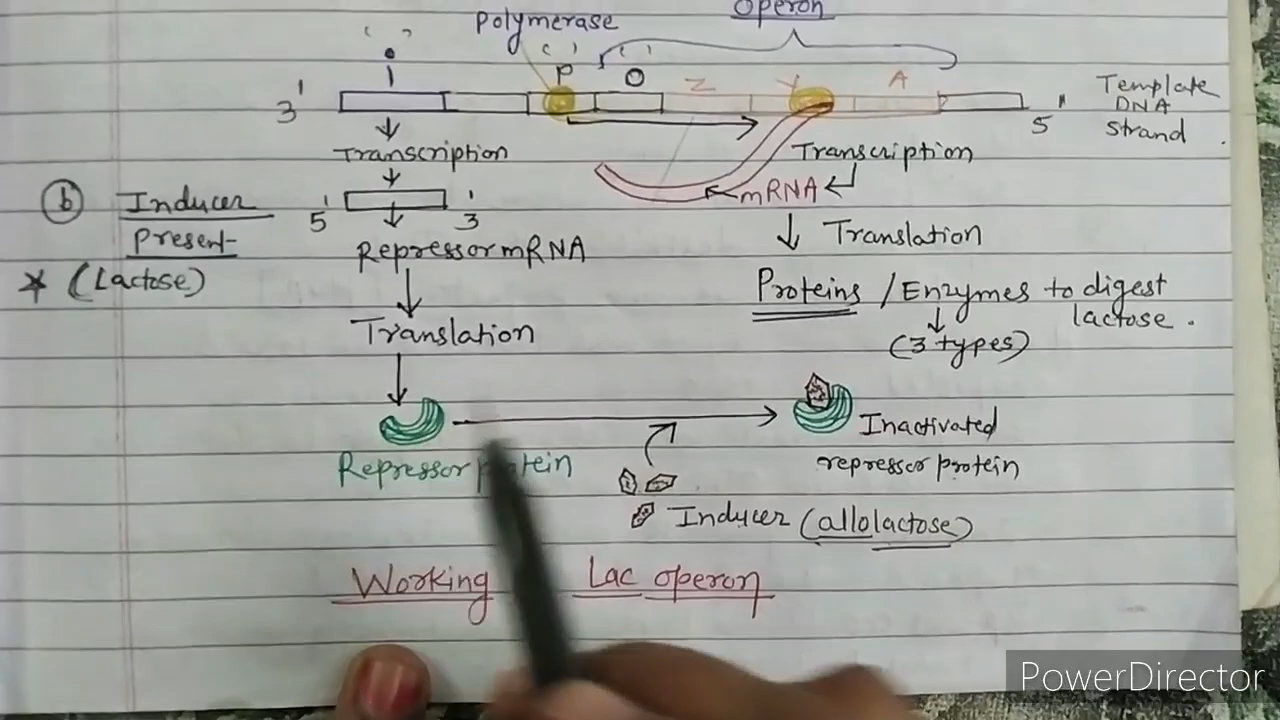 Operon
Polymerase
' i ' P O Z Y A
3' 5' Template
DNA
strand
Transcription Transcription
mRNA
(b) Inducer
Present
* (Lactose)
5' 3'
Repressor mRNA
Translation
Proteins / Enzymes to digest
lactose.
(3 types)
Translation
Repressor protein
Inactivated
repressor protein
Inducer (allolactose)
Working Lac operon
PowerDirector